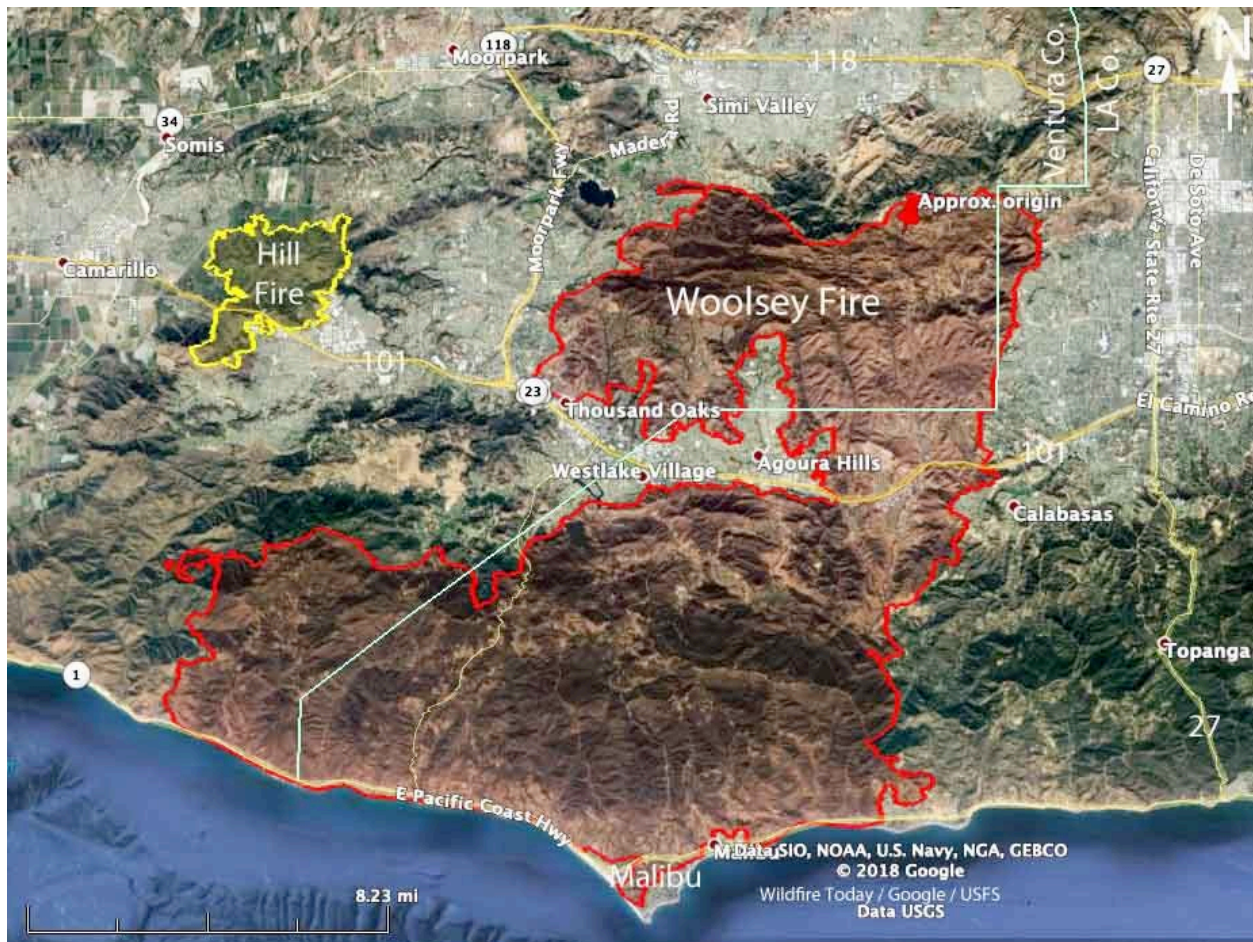 118
Moorpark
118
27
N
Simi Valley
Ventura Co.
LA Co.
34
Somis
Madera Rd
Moorpark Fwy
California State Rte 27
De Soto Ave
Approx. origin
Hill
Fire
Camarillo
Woolsey Fire
101
23
Thousand Oaks
El Camino
Westlake Village
Agoura Hills
101
Calabasas
Topanga
1
27
E Pacific Coast Hwy
Malibu
Data SIO, NOAA, U.S. Navy, NGA, GEBCO
© 2018 Google
Malibu
Wildfire Today / Google / USFS
Data USGS
8.23 mi